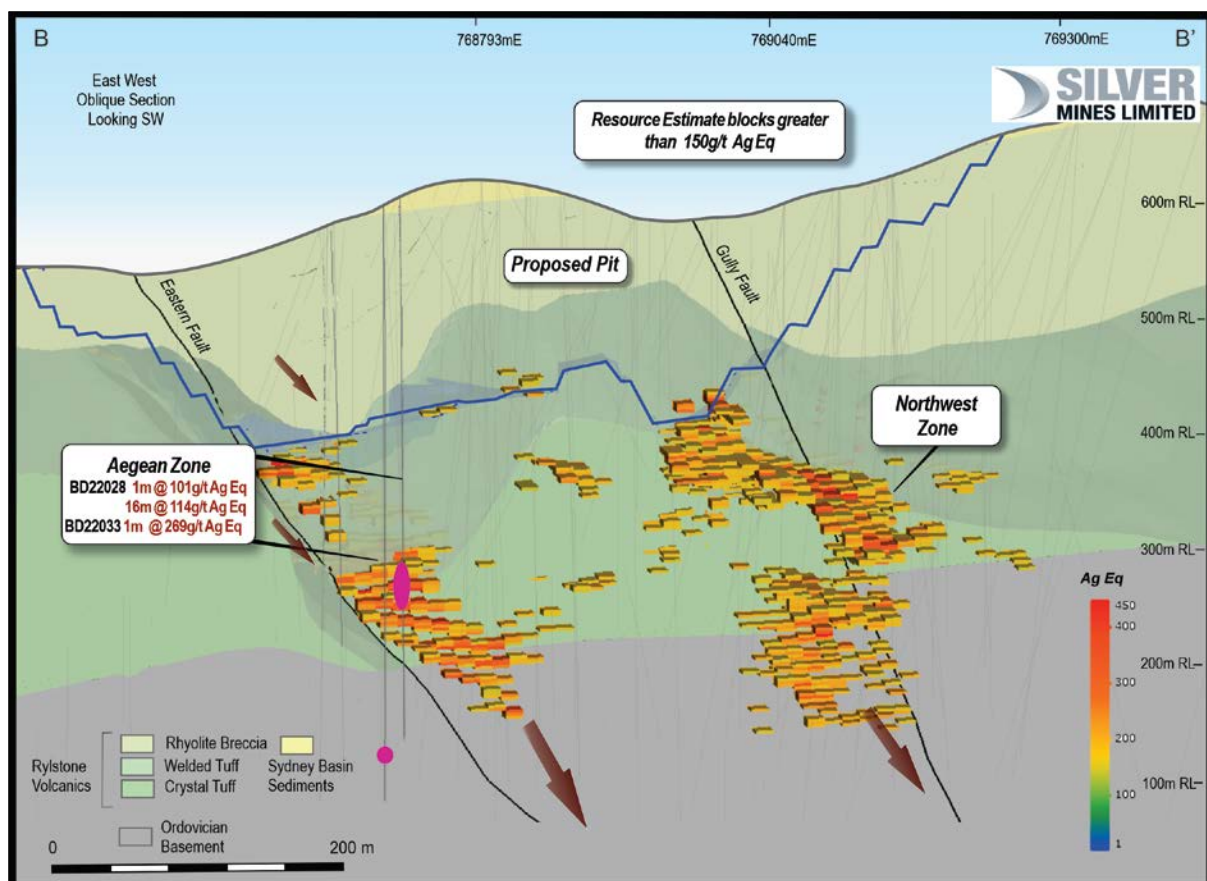 B
768793mE
769040mE
769300mE
B'
East West
Oblique Section
Looking SW
SILVER
MINES LIMITED
Resource Estimate blocks greater
than 150g/t Ag Eq
600m RL
Proposed Pit
Gully Fault
Eastern Fault
500m RL
Northwest
Zone
400m RL
Aegean Zone
BD22028 1m @ 101g/t Ag Eq
16m @ 114g/t Ag Eq
BD22033 1m @ 269g/t Ag Eq
300m RL
Ag Eq
450
400
300
200
100
1
200m RL
100m RL
Rylstone
Volcanics
Rhyolite Breccia
Welded Tuff
Crystal Tuff
Sydney Basin
Sediments
Ordovician
Basement
0
200 m